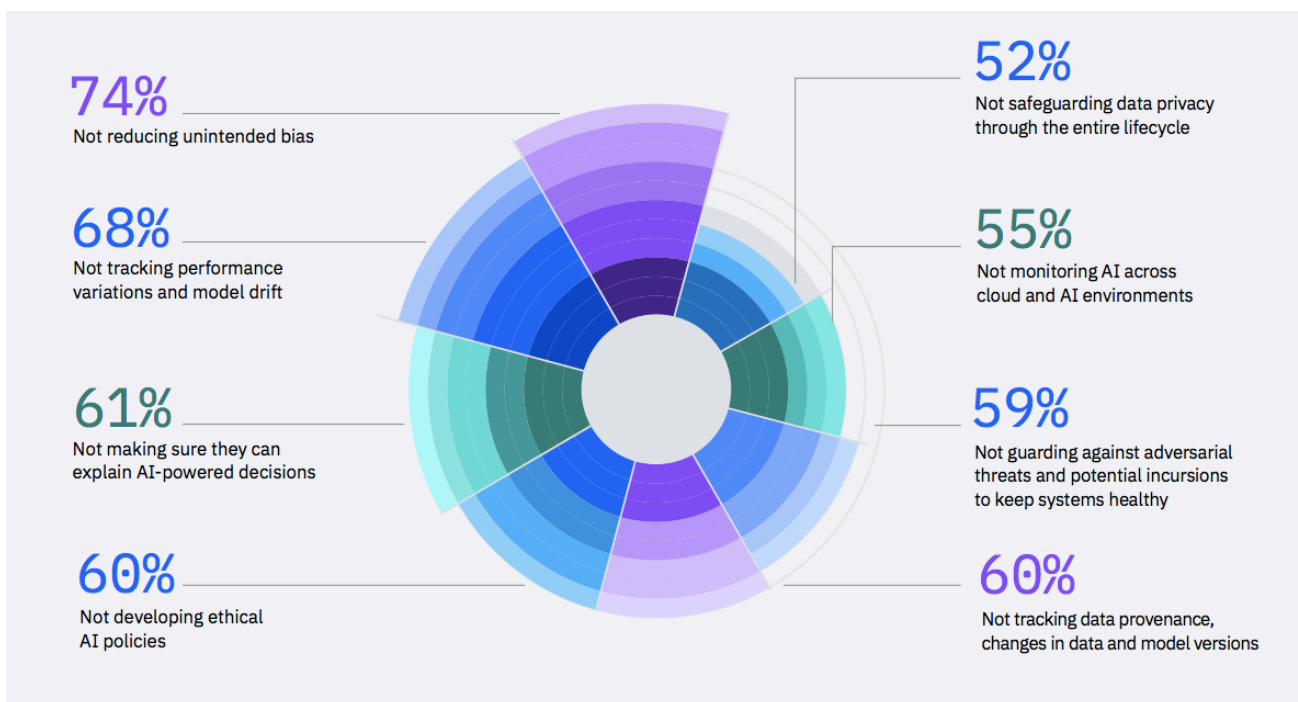 74%
Not reducing unintended bias
68%
Not tracking performance
variations and model drift
61%
Not making sure they can
explain AI-powered decisions
60%
Not developing ethical
AI policies
52%
Not safeguarding data privacy
through the entire lifecycle
55%
Not monitoring AI across
cloud and AI environments
59%
Not guarding against adversarial
threats and potential incursions
to keep systems healthy
60%
Not tracking data provenance,
changes in data and model versions